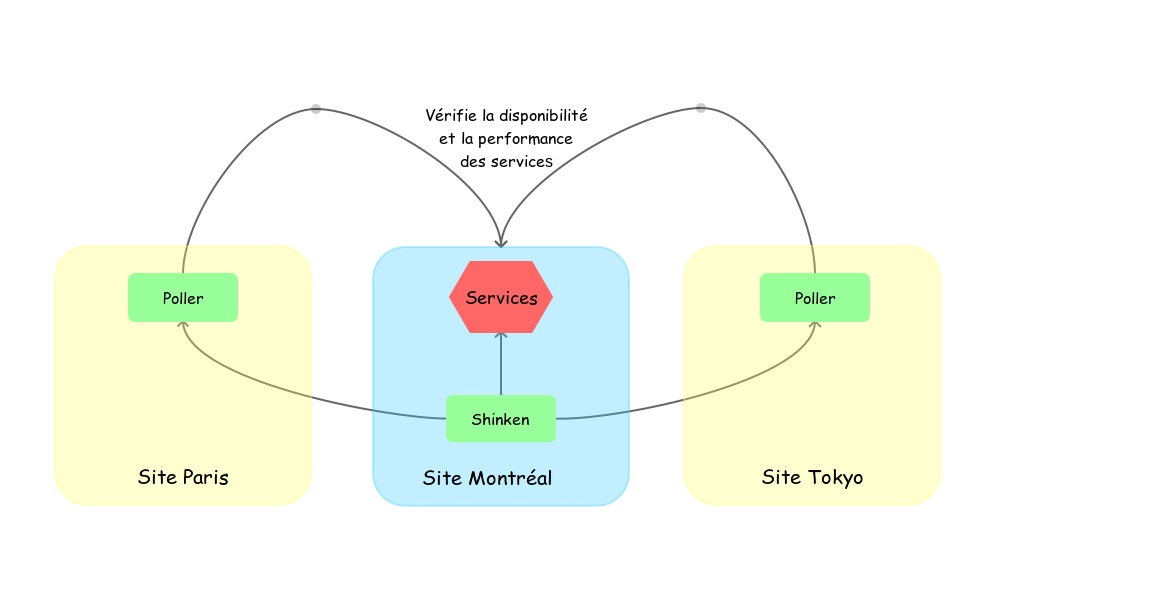 Vérifie la disponibilité
et la performance
des services
Poller
Services
Poller
Shinken
Site Paris
Site Montréal
Site Tokyo